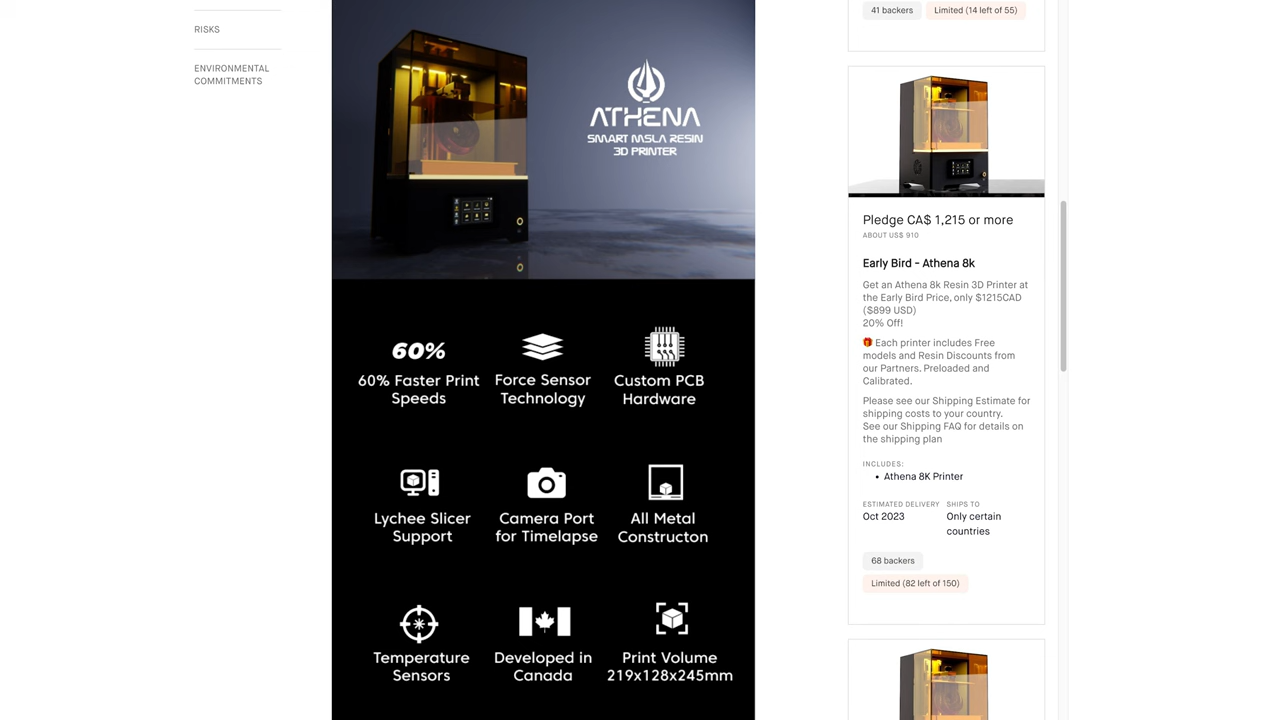 RISKS
ENVIRONMENTAL
COMMITMENTS
ATHENA
SMART MSLA RESIN
3D PRINTER
60%
60% Faster Print
Speeds
Force Sensor
Technology
Custom PCB
Hardware
Lychee Slicer
Support
Camera Port
for Timelapse
All Metal
Constructon
Temperature
Sensors
Developed in
Canada
Print Volume
219x128x245mm
41 backers
Limited (14 left of 55)
Pledge CA$ 1,215 or more
ABOUT US$ 910
Early Bird - Athena 8k
Get an Athena 8k Resin 3D Printer at
the Early Bird Price, only $1215CAD
($899 USD)
20% Off!
🎁 Each printer includes Free
models and Resin Discounts from
our Partners. Preloaded and
Calibrated.
Please see our Shipping Estimate for
shipping costs to your country.
See our Shipping FAQ for details on
the shipping plan
INCLUDES:
• Athena 8K Printer
ESTIMATED DELIVERY
Oct 2023
SHIPS TO
Only certain
countries
68 backers
Limited (82 left of 150)